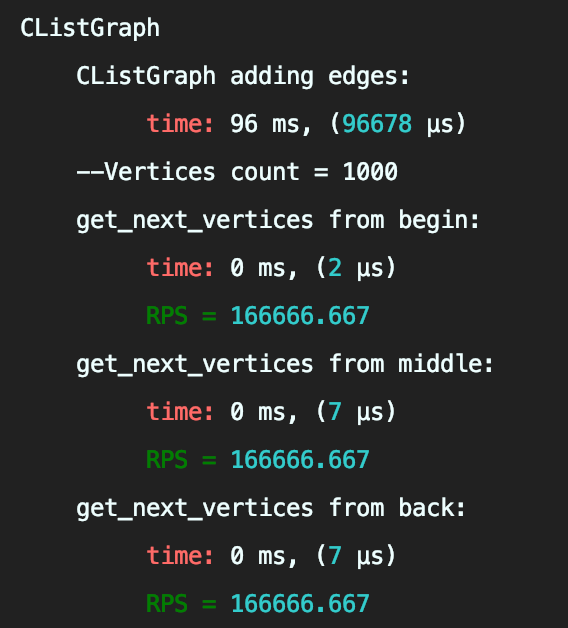 CListGraph
CListGraph adding edges:
time: 96 ms, (96678 µs)
--Vertices count = 1000
get_next_vertices from begin:
time: 0 ms, (2 µs)
RPS = 166666.667
get_next_vertices from middle:
time: 0 ms, (7 µs)
RPS = 166666.667
get_next_vertices from back:
time: 0 ms, (7 µs)
RPS = 166666.667